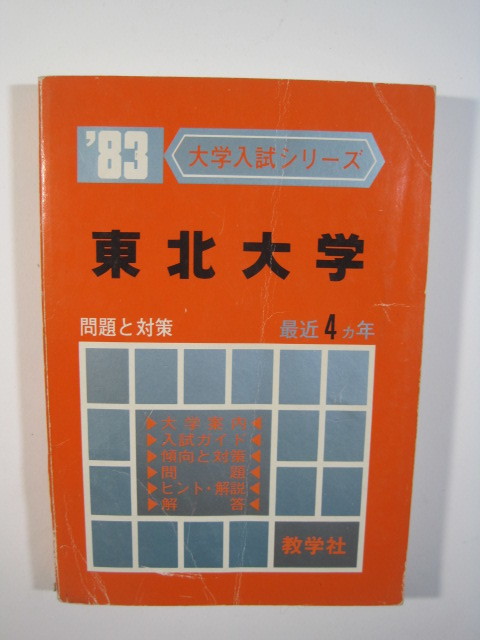 '83
大学入試シリーズ
東北大学
問題と対策
最近4ヵ年
▶大学案内◀
▶入試ガイド◀
▶傾向と対策◀
▶問題◀
▶ヒント・解説◀
▶解答◀
教学社